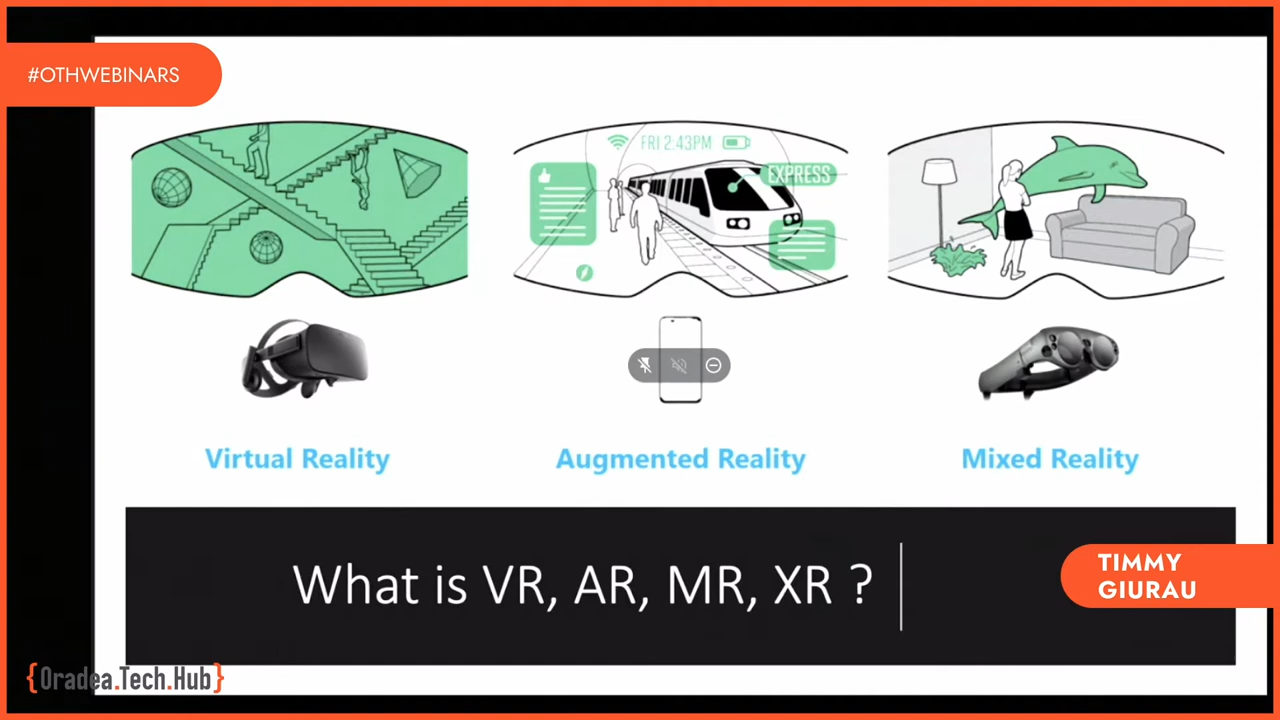 #OTHWEBINARS
FRI 2:43PM
EXPRESS
Virtual Reality
Augmented Reality
Mixed Reality
What is VR, AR, MR, XR ?
TIMMY
GIURAU
{Oradea.Tech.Hub}